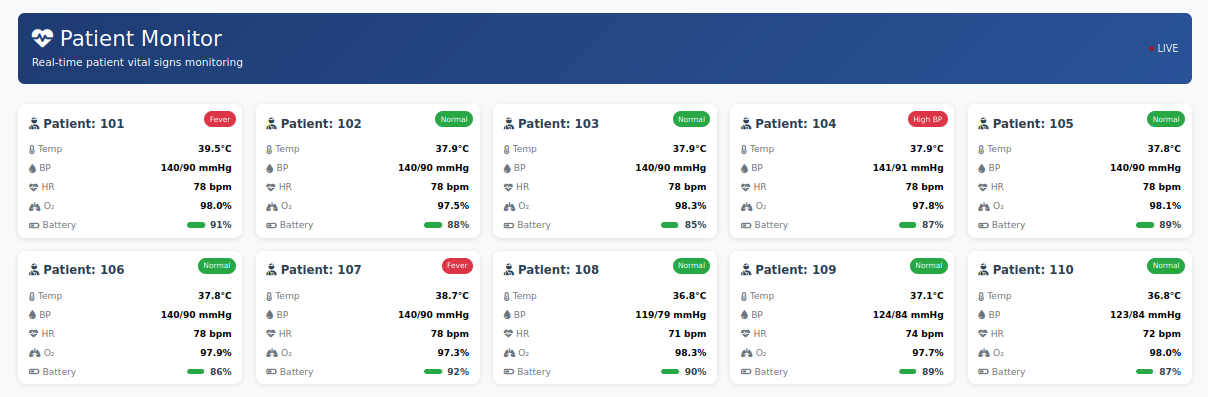 Patient Monitor
Real-time patient vital signs monitoring
LIVE
Patient: 101 Fever
Temp 39.5°C
BP 140/90 mmHg
HR 78 bpm
O₂ 98.0%
Battery 91%
Patient: 102 Normal
Temp 37.9°C
BP 140/90 mmHg
HR 78 bpm
O₂ 97.5%
Battery 88%
Patient: 103 Normal
Temp 37.9°C
BP 140/90 mmHg
HR 78 bpm
O₂ 98.3%
Battery 85%
Patient: 104 High BP
Temp 37.9°C
BP 141/91 mmHg
HR 78 bpm
O₂ 97.8%
Battery 87%
Patient: 105 Normal
Temp 37.8°C
BP 140/90 mmHg
HR 78 bpm
O₂ 98.1%
Battery 89%
Patient: 106 Normal
Temp 37.8°C
BP 140/90 mmHg
HR 78 bpm
O₂ 97.9%
Battery 86%
Patient: 107 Fever
Temp 38.7°C
BP 140/90 mmHg
HR 78 bpm
O₂ 97.3%
Battery 92%
Patient: 108 Normal
Temp 36.8°C
BP 119/79 mmHg
HR 71 bpm
O₂ 98.3%
Battery 90%
Patient: 109 Normal
Temp 37.1°C
BP 124/84 mmHg
HR 74 bpm
O₂ 97.7%
Battery 89%
Patient: 110 Normal
Temp 36.8°C
BP 123/84 mmHg
HR 72 bpm
O₂ 98.0%
Battery 87%